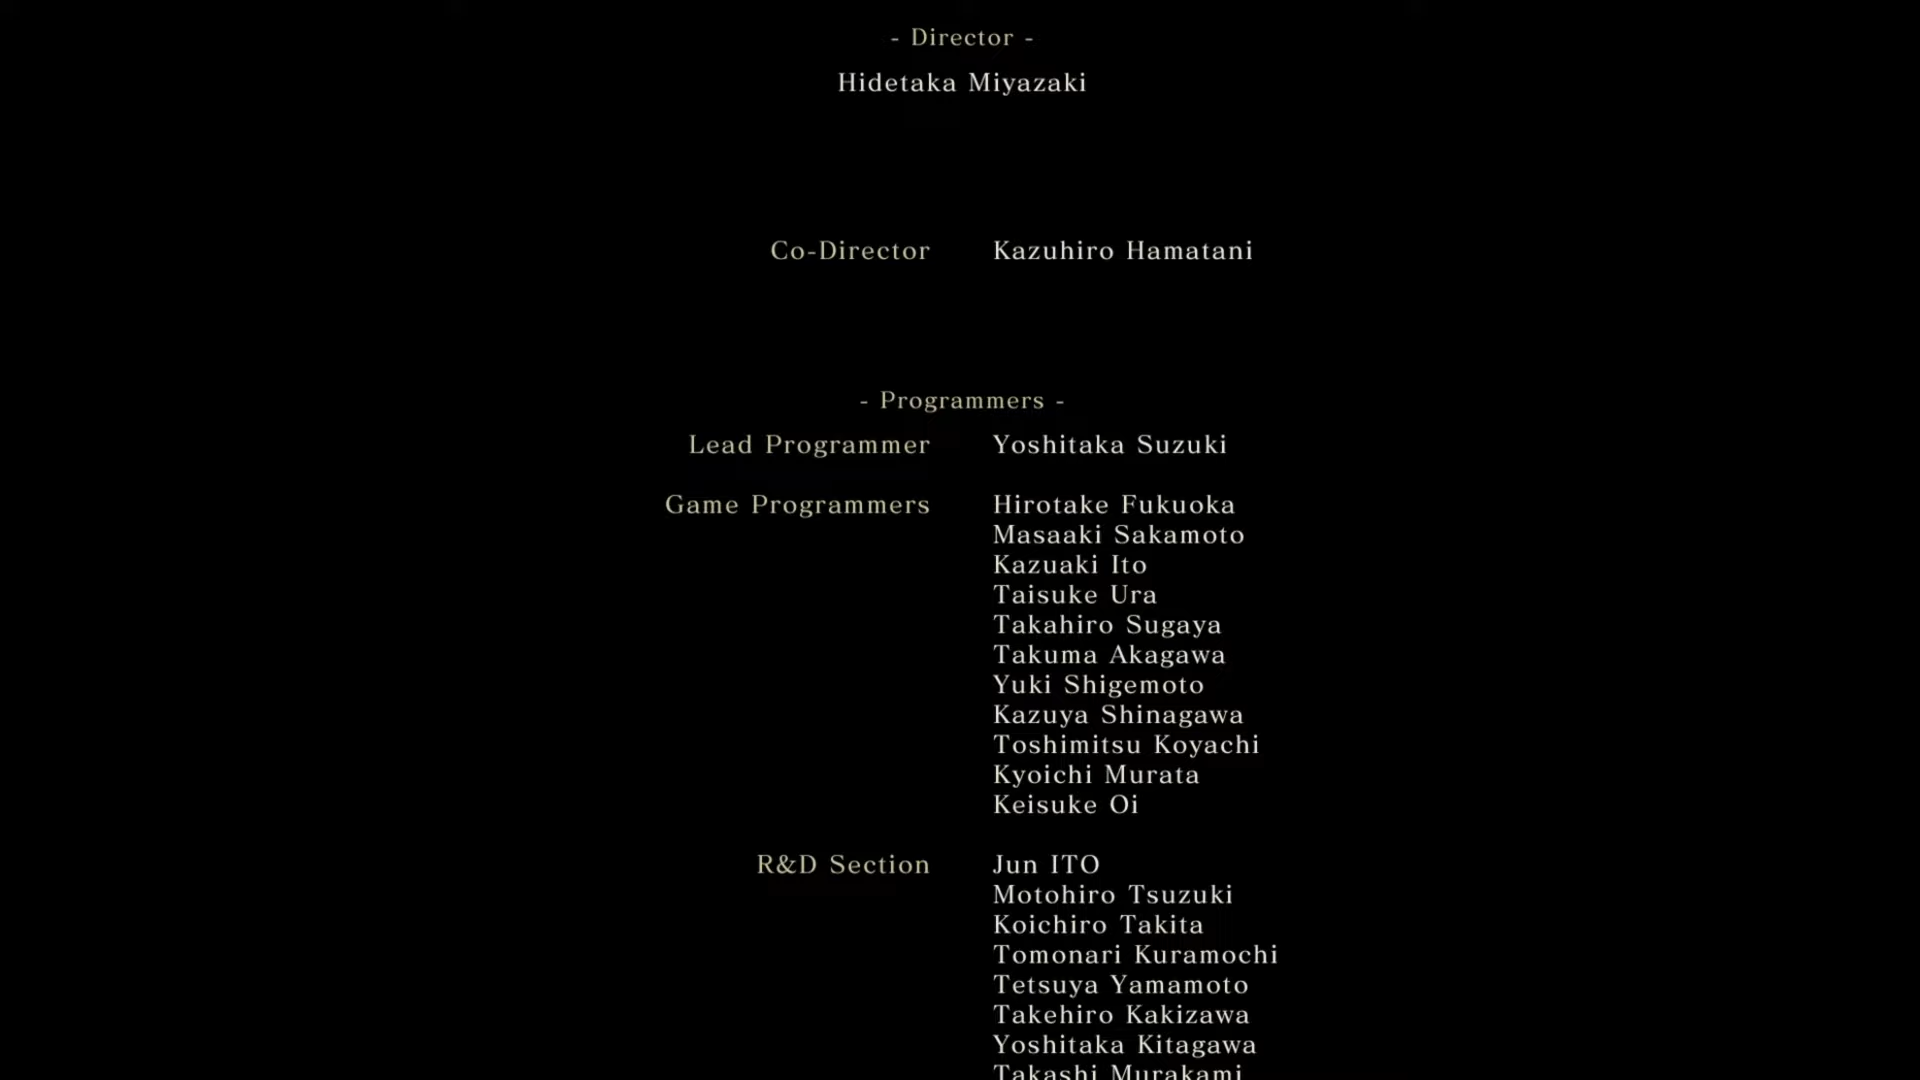 - Director -
Hidetaka Miyazaki
Co-Director Kazuhiro Hamatani
- Programmers -
Lead Programmer Yoshitaka Suzuki
Game Programmers Hirotake Fukuoka
Masaaki Sakamoto
Kazuaki Ito
Taisuke Ura
Takahiro Sugaya
Takuma Akagawa
Yuki Shigemoto
Kazuya Shinagawa
Toshimitsu Koyachi
Kyoichi Murata
Keisuke Oi
R&D Section Jun ITO
Motohiro Tsuzuki
Koichiro Takita
Tomonari Kuramochi
Tetsuya Yamamoto
Takehiro Kakizawa
Yoshitaka Kitagawa
Takashi Murakami